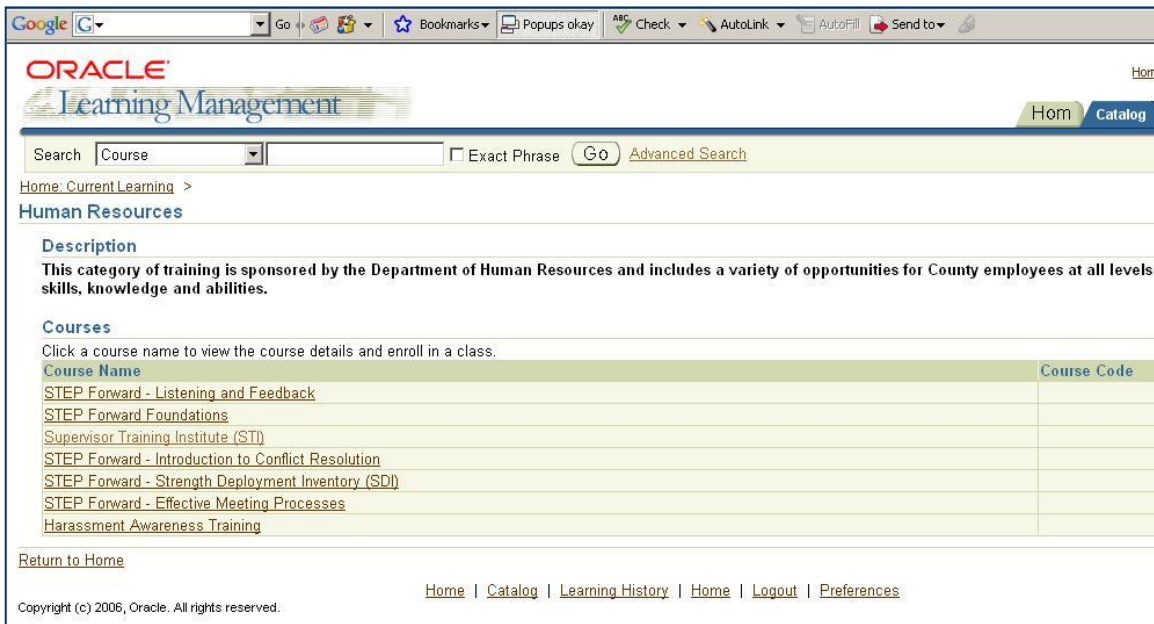 Google G Go Bookmarks Popups okay ABC Check AutoLink AutoFill Send to
ORACLE
Learning Management
Hom
Hom Catalog
Search Course Exact Phrase Go Advanced Search
Home: Current Learning >
Human Resources
Description
This category of training is sponsored by the Department of Human Resources and includes a variety of opportunities for County employees at all levels
skills, knowledge and abilities.
Courses
Click a course name to view the course details and enroll in a class.
Course Name Course Code
STEP Forward - Listening and Feedback
STEP Forward Foundations
Supervisor Training Institute (STI)
STEP Forward - Introduction to Conflict Resolution
STEP Forward - Strength Deployment Inventory (SDI)
STEP Forward - Effective Meeting Processes
Harassment Awareness Training
Return to Home
Home | Catalog | Learning History | Home | Logout | Preferences
Copyright (c) 2006, Oracle. All rights reserved.